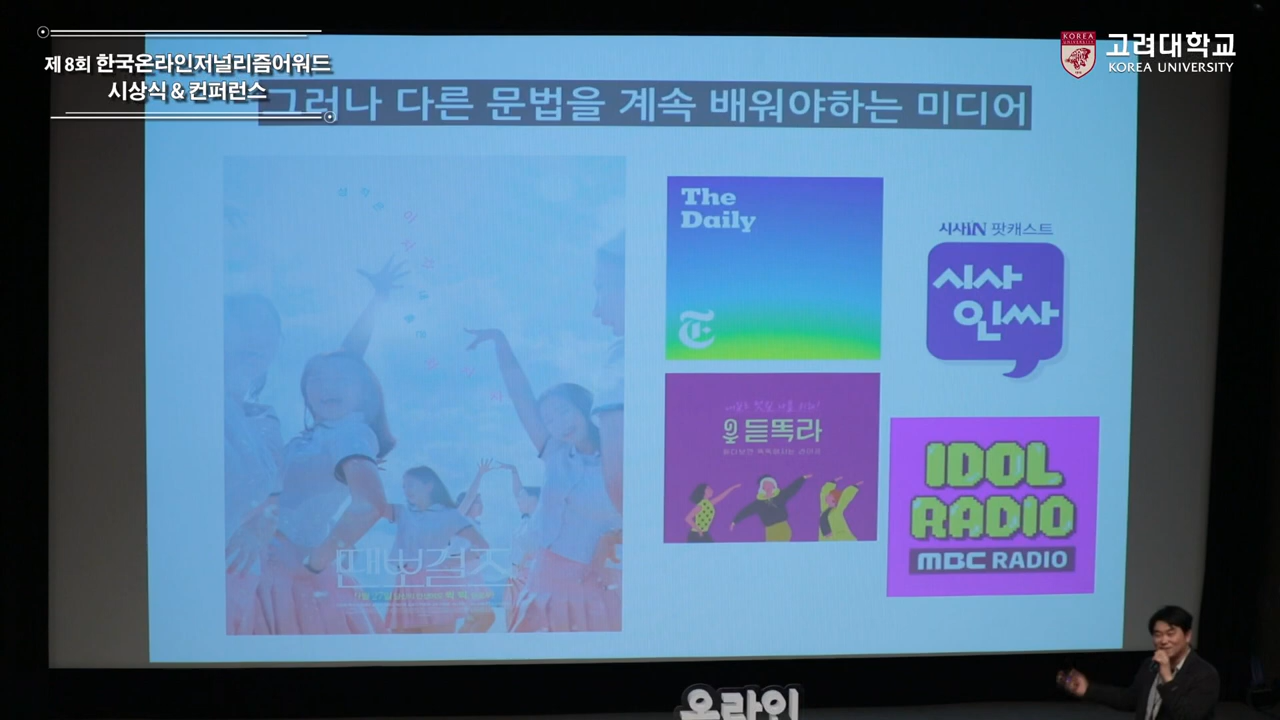 제 8회 한국온라인저널리즘어워드
시상식 & 컨퍼런스
고려대학교
KOREA UNIVERSITY
KOREA
그러나 다른 문법을 계속 배워야하는 미디어
The
Daily
시사IN 팟캐스트
시사
인싸
듣똑라
IDOL
RADIO
MBC RADIO
땐뽀걸즈
온라인